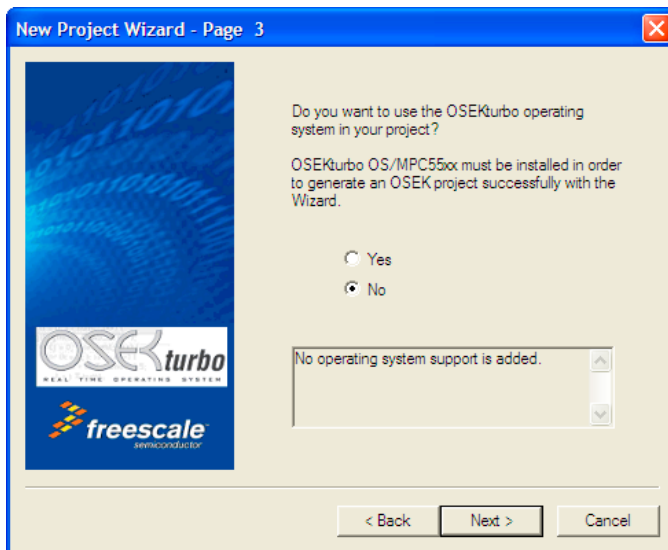 New Project Wizard - Page 3
Do you want to use the OSEKturbo operating
system in your project?
OSEKturbo OS/MPC55xx must be installed in order
to generate an OSEK project successfully with the
Wizard.
Yes
No
No operating system support is added.
OSEK turbo
REAL TIME OPERATING SYSTEM
freescale
semiconductor
< Back
Next >
Cancel